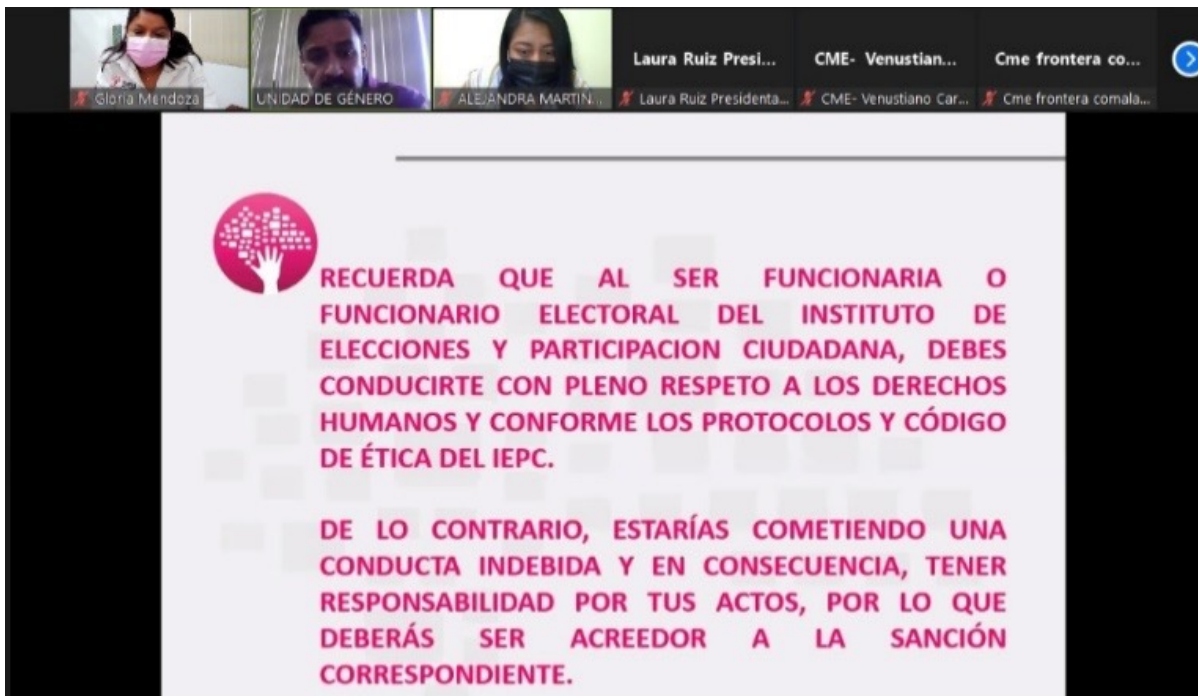 Laura Ruiz Presi...
CME- Venustian...
Cme frontera co...
Gloria Mendoza
UNIDAD DE GÉNERO
ALEJANDRA MARTIN...
Laura Ruiz Presidenta...
CME- Venustiano Car...
Cme frontera comala...
RECUERDA QUE AL SER FUNCIONARIA O
FUNCIONARIO ELECTORAL DEL INSTITUTO DE
ELECCIONES Y PARTICIPACION CIUDADANA, DEBES
CONDUCIRTE CON PLENO RESPETO A LOS DERECHOS
HUMANOS Y CONFORME LOS PROTOCOLOS Y CÓDIGO
DE ÉTICA DEL IEPC.
DE LO CONTRARIO, ESTARÍAS COMETIENDO UNA
CONDUCTA INDEBIDA Y EN CONSECUENCIA, TENER
RESPONSABILIDAD POR TUS ACTOS, POR LO QUE
DEBERÁS SER ACREEDOR A LA SANCIÓN
CORRESPONDIENTE.